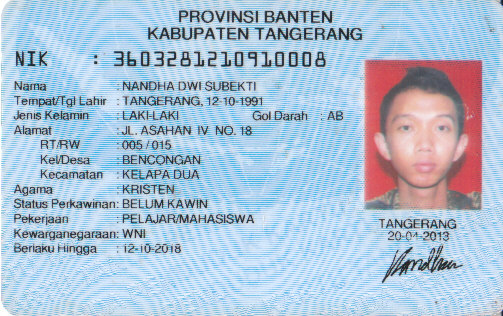 PROVINSI BANTEN
KABUPATEN TANGERANG
NIK : 3603281210910008
Nama : NANDHA DWI SUBEKTI
Tempat/Tgl Lahir : TANGERANG, 12-10-1991
Jenis Kelamin : LAKI-LAKI Gol Darah : AB
Alamat : JL. ASAHAN IV NO. 18
RT/RW : 005 / 015
Kel/Desa : BENCONGAN
Kecamatan : KELAPA DUA
Agama : KRISTEN
Status Perkawinan: BELUM KAWIN
Pekerjaan : PELAJAR/MAHASISWA
Kewarganegaraan: WNI
Berlaku Hingga : 12-10-2018
TANGERANG
20-04-2013